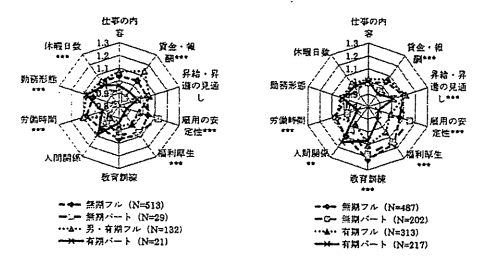 仕事の内
容
1.3
1.2
1.1
賃金・報
酬***
昇給・昇
進の見通
し
雇用の安
定性***
福利厚生
***
教育訓練
人間関係
労働時間
***
勤務形態
***
休暇日数
***
無期フル (N=513)
無期パート (N=29)
男・有期フル (N=132)
有期パート (N=21)
仕事の内
容
1.3
1.2
1.1
賃金・報
酬***
昇給・昇
進の見通
し***
雇用の安
定性***
福利厚生
***
教育訓練
***
人間関係
**
労働時間
***
勤務形態
休暇日数
無期フル (N=487)
無期パート (N=202)
有期フル (N=313)
有期パート (N=217)